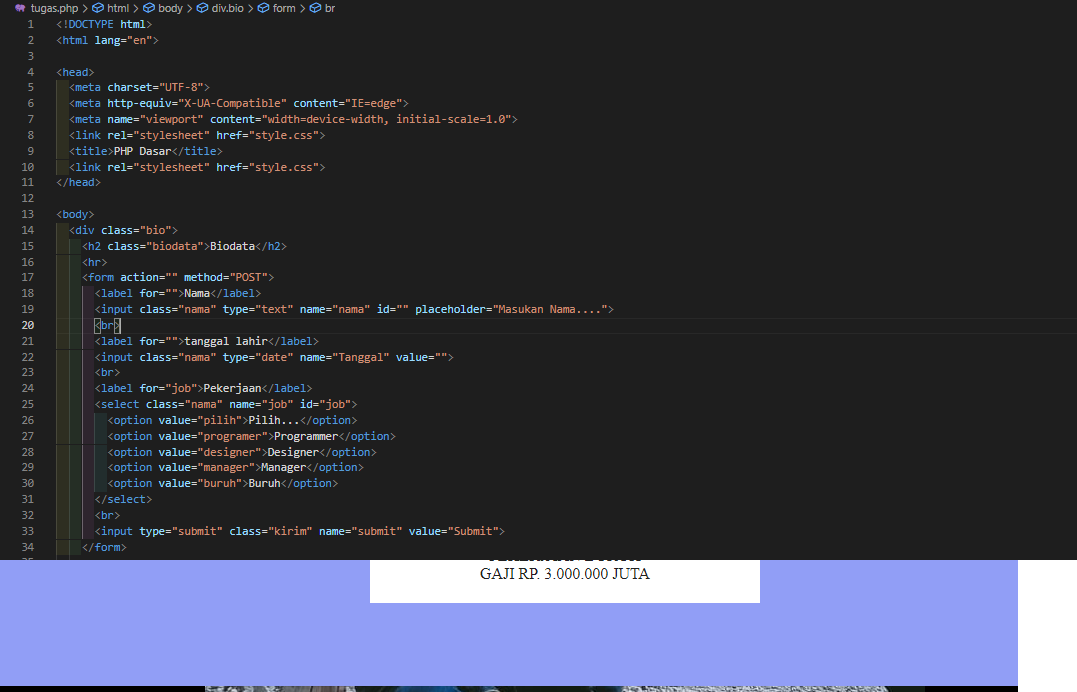 tugas.php > html > body > div.bio > form > br
1 <!DOCTYPE html>
2 <html lang="en">
3
4 <head>
5 <meta charset="UTF-8">
6 <meta http-equiv="X-UA-Compatible" content="IE=edge">
7 <meta name="viewport" content="width=device-width, initial-scale=1.0">
8 <link rel="stylesheet" href="style.css">
9 <title>PHP Dasar</title>
10 <link rel="stylesheet" href="style.css">
11 </head>
12
13 <body>
14 <div class="bio">
15 <h2 class="biodata">Biodata</h2>
16 <hr>
17 <form action="" method="POST">
18 <label for="">Nama</label>
19 <input class="nama" type="text" name="nama" id="" placeholder="Masukan Nama....">
20 <br>
21 <label for="">tanggal lahir</label>
22 <input class="nama" type="date" name="Tanggal" value="">
23 <br>
24 <label for="job">Pekerjaan</label>
25 <select class="nama" name="job" id="job">
26 <option value="pilih">Pilih...</option>
27 <option value="programer">Programmer</option>
28 <option value="designer">Designer</option>
29 <option value="manager">Manager</option>
30 <option value="buruh">Buruh</option>
31 </select>
32 <br>
33 <input type="submit" class="kirim" name="submit" value="Submit">
34 </form>
GAJI RP. 3.000.000 JUTA